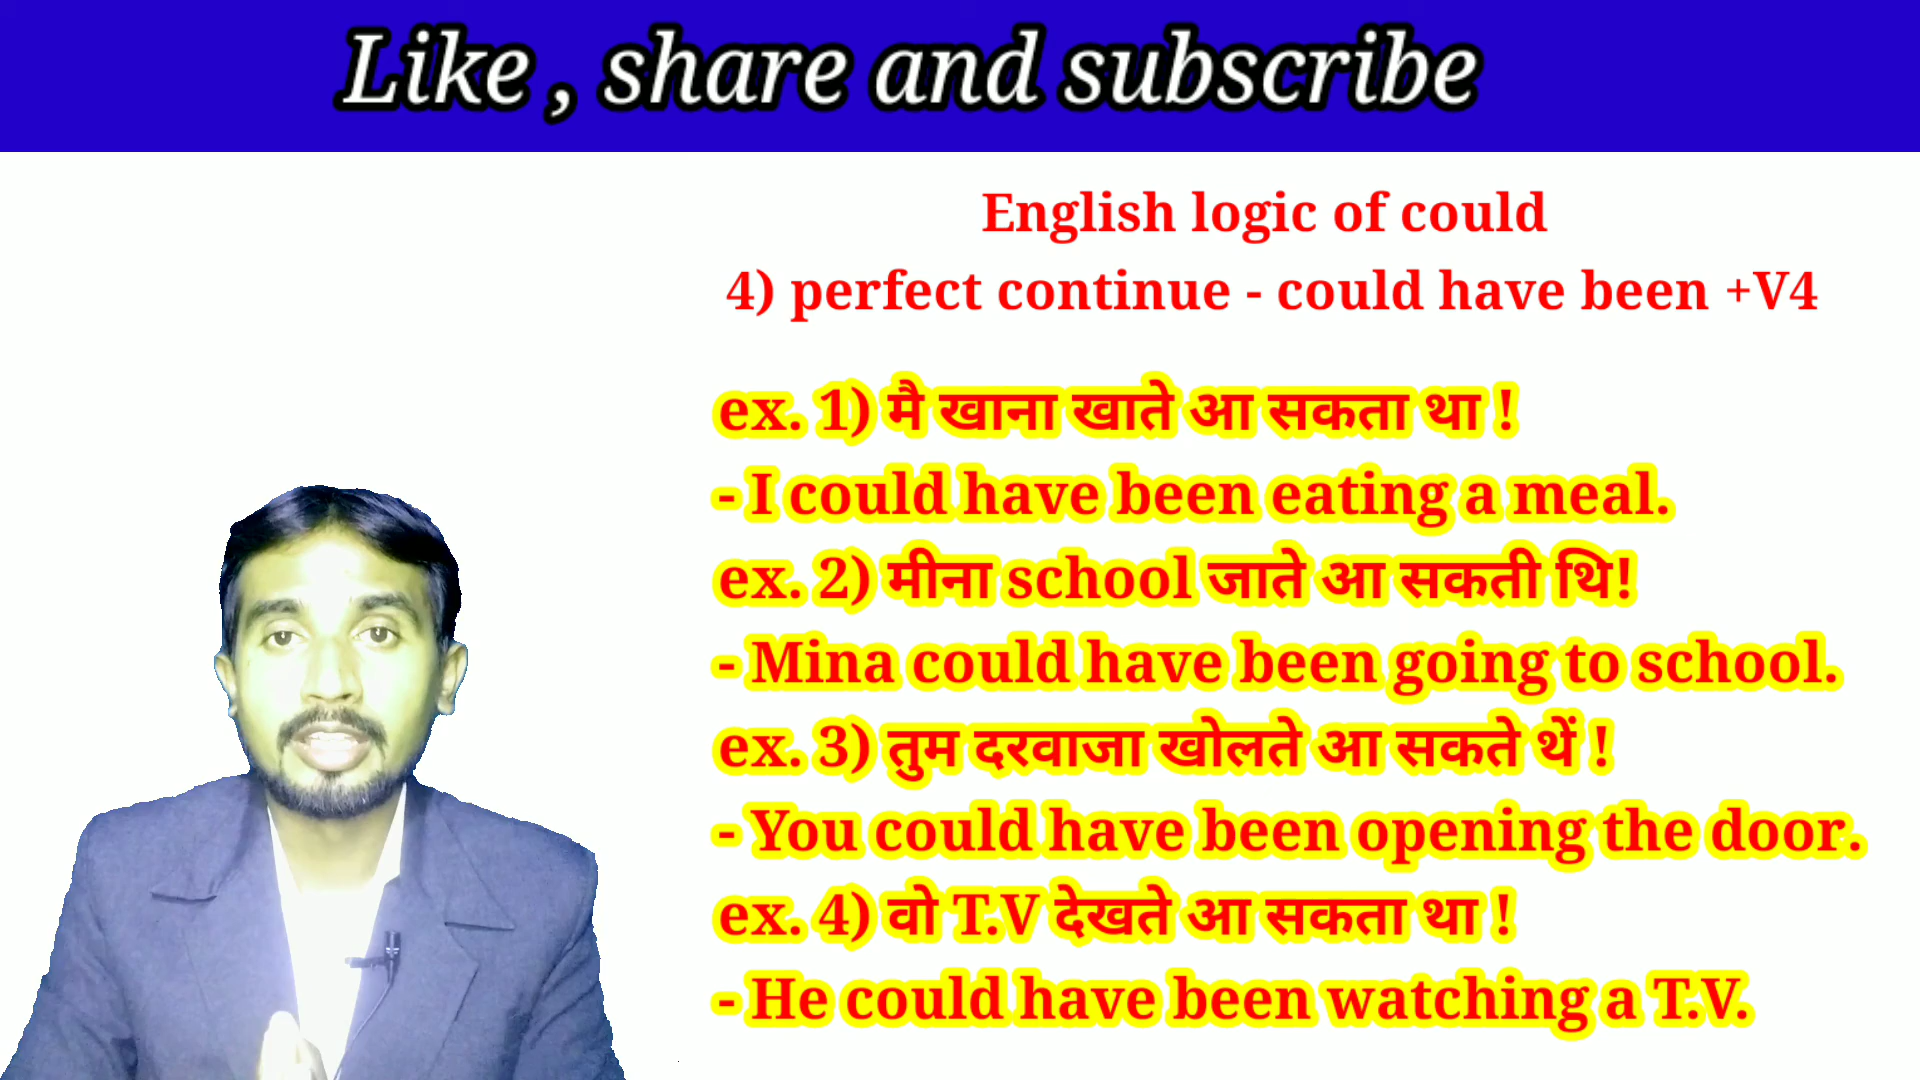 Like , share and subscribe
English logic of could
4) perfect continue - could have been +V4
ex. 1) मै खाना खाते आ सकता था !
- I could have been eating a meal.
ex. 2) मीना school जाते आ सकती थि!
- Mina could have been going to school.
ex. 3) तुम दरवाजा खोलते आ सकते थें !
- You could have been opening the door.
ex. 4) वो T.V देखते आ सकता था !
- He could have been watching a T.V.